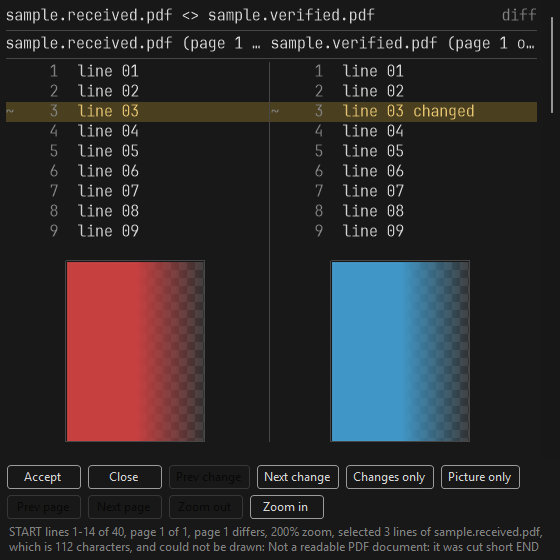 sample.received.pdf <> sample.verified.pdf diff
sample.received.pdf (page 1 … sample.verified.pdf (page 1 o…
1 line 01 1 line 01
2 line 02 2 line 02
~ 3 line 03 ~ 3 line 03 changed
4 line 04 4 line 04
5 line 05 5 line 05
6 line 06 6 line 06
7 line 07 7 line 07
8 line 08 8 line 08
9 line 09 9 line 09
Accept Close Prev change Next change Changes only Picture only
Prev page Next page Zoom out Zoom in
START lines 1-14 of 40, page 1 of 1, page 1 differs, 200% zoom, selected 3 lines of sample.received.pdf,
which is 112 characters, and could not be drawn: Not a readable PDF document: it was cut short END